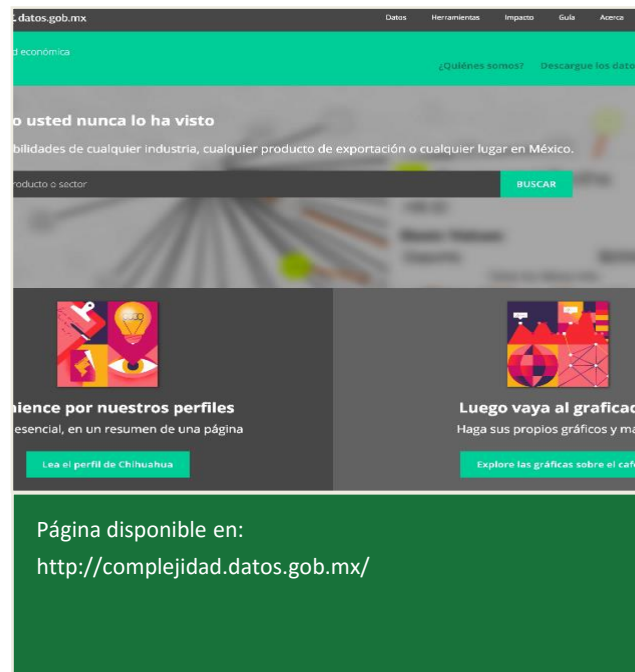 datos.gob.mx
Datos Herramientas Impacto Guía Acerca
d económica
¿Quiénes somos? Descargue los dato
o usted nunca lo ha visto
bilidades de cualquier industria, cualquier producto de exportación o cualquier lugar en México.
roducto o sector
BUSCAR
ience por nuestros perfiles
esencial, en un resumen de una página
Lea el perfil de Chihuahua
Luego vaya al graficad
Haga sus propios gráficos y ma
Explore las gráficas sobre el caf
Página disponible en:
http://complejidad.datos.gob.mx/